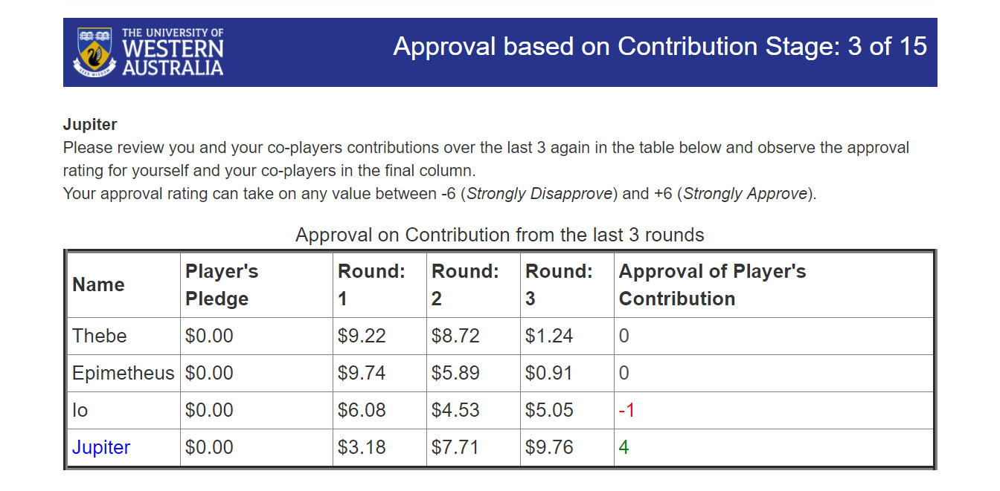 THE UNIVERSITY OF
WESTERN
AUSTRALIA
SEEK WISDOM
Approval based on Contribution Stage: 3 of 15
Jupiter
Please review you and your co-players contributions over the last 3 again in the table below and observe the approval
rating for yourself and your co-players in the final column.
Your approval rating can take on any value between -6 (Strongly Disapprove) and +6 (Strongly Approve).
Approval on Contribution from the last 3 rounds
Name Player's Pledge Round: 1 Round: 2 Round: 3 Approval of Player's Contribution
Thebe $0.00 $9.22 $8.72 $1.24 0
Epimetheus $0.00 $9.74 $5.89 $0.91 0
Io $0.00 $6.08 $4.53 $5.05 -1
Jupiter $0.00 $3.18 $7.71 $9.76 4